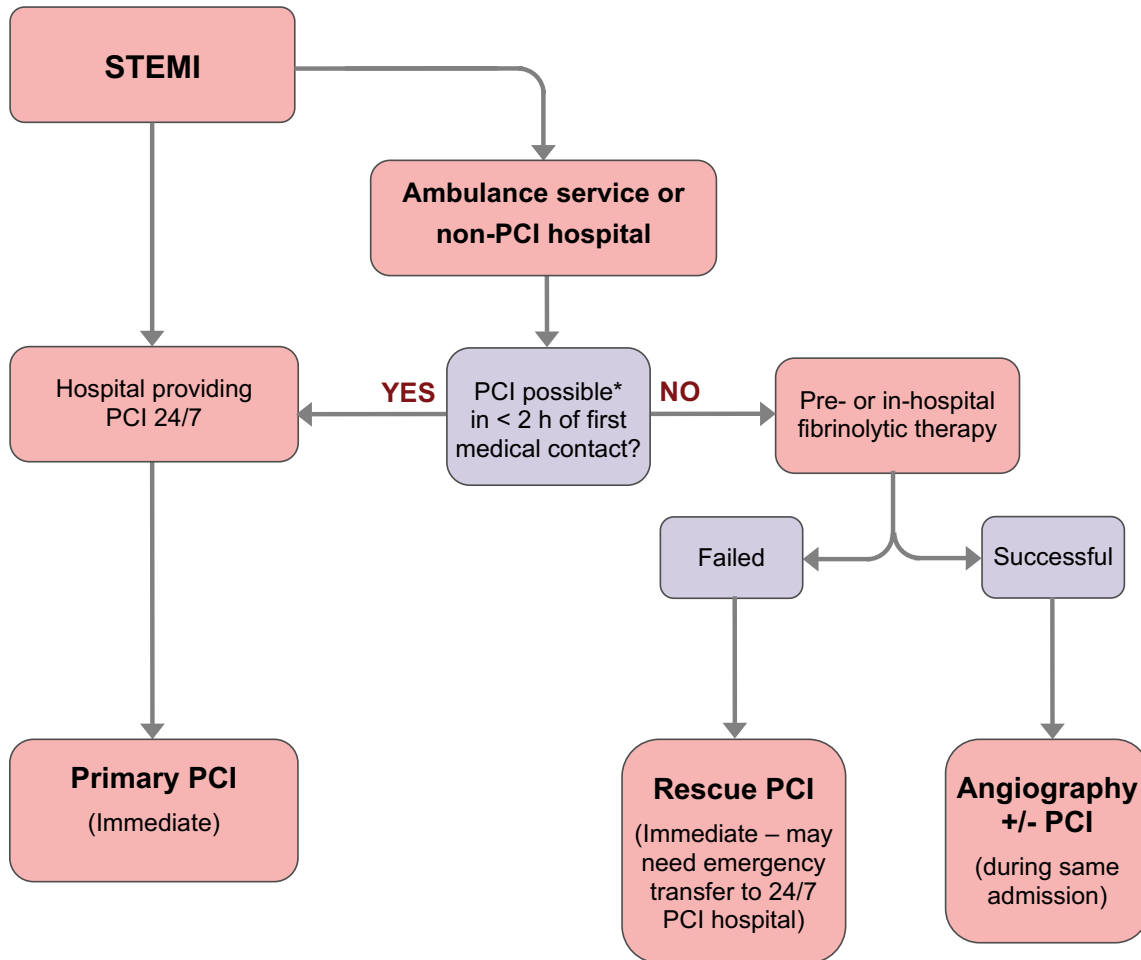 STEMI
Ambulance service or
non-PCI hospital
Hospital providing
PCI 24/7
YES
PCI possible*
in < 2 h of first
medical contact?
NO
Pre- or in-hospital
fibrinolytic therapy
Failed
Successful
Primary PCI
(Immediate)
Rescue PCI
(Immediate – may
need emergency
transfer to 24/7
PCI hospital)
Angiography
+/- PCI
(during same
admission)